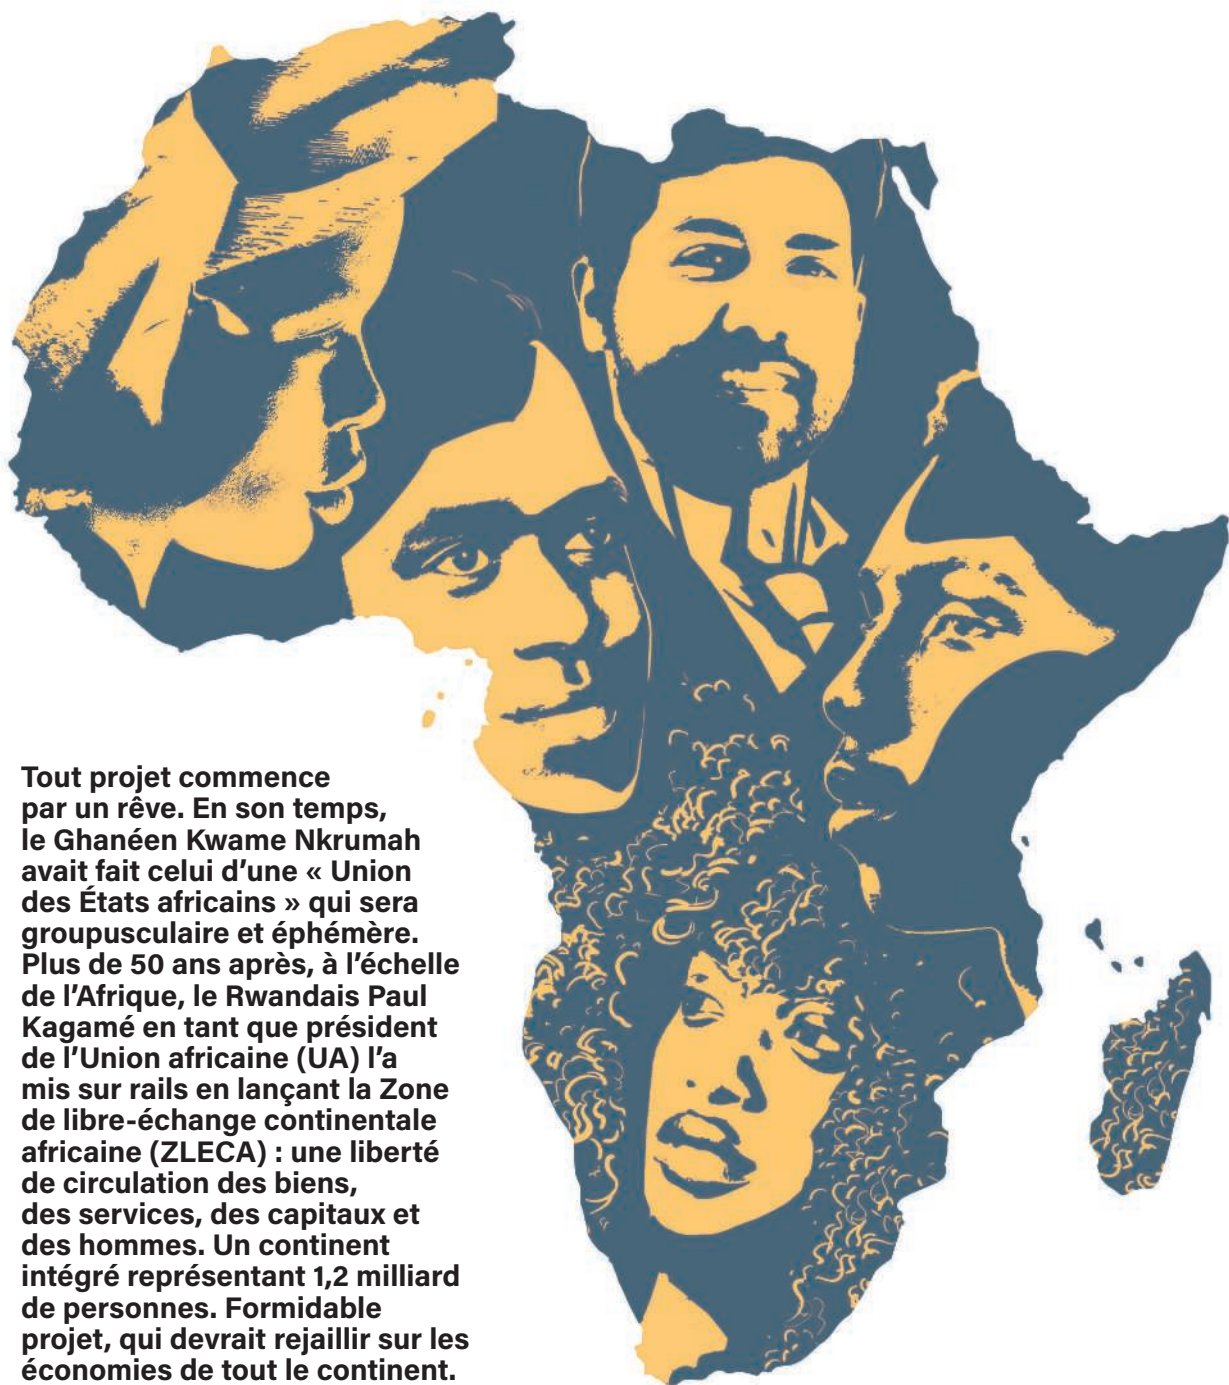 Tout projet commence
par un rêve. En son temps,
le Ghanéen Kwame Nkrumah
avait fait celui d’une « Union
des États africains » qui sera
groupusculaire et éphémère.
Plus de 50 ans après, à l’échelle
de l’Afrique, le Rwandais Paul
Kagamé en tant que président
de l’Union africaine (UA) l’a
mis sur rails en lançant la Zone
de libre-échange continentale
africaine (ZLECA) : une liberté
de circulation des biens,
des services, des capitaux et
des hommes. Un continent
intégré représentant 1,2 milliard
de personnes. Formidable
projet, qui devrait rejaillir sur les
économies de tout le continent.